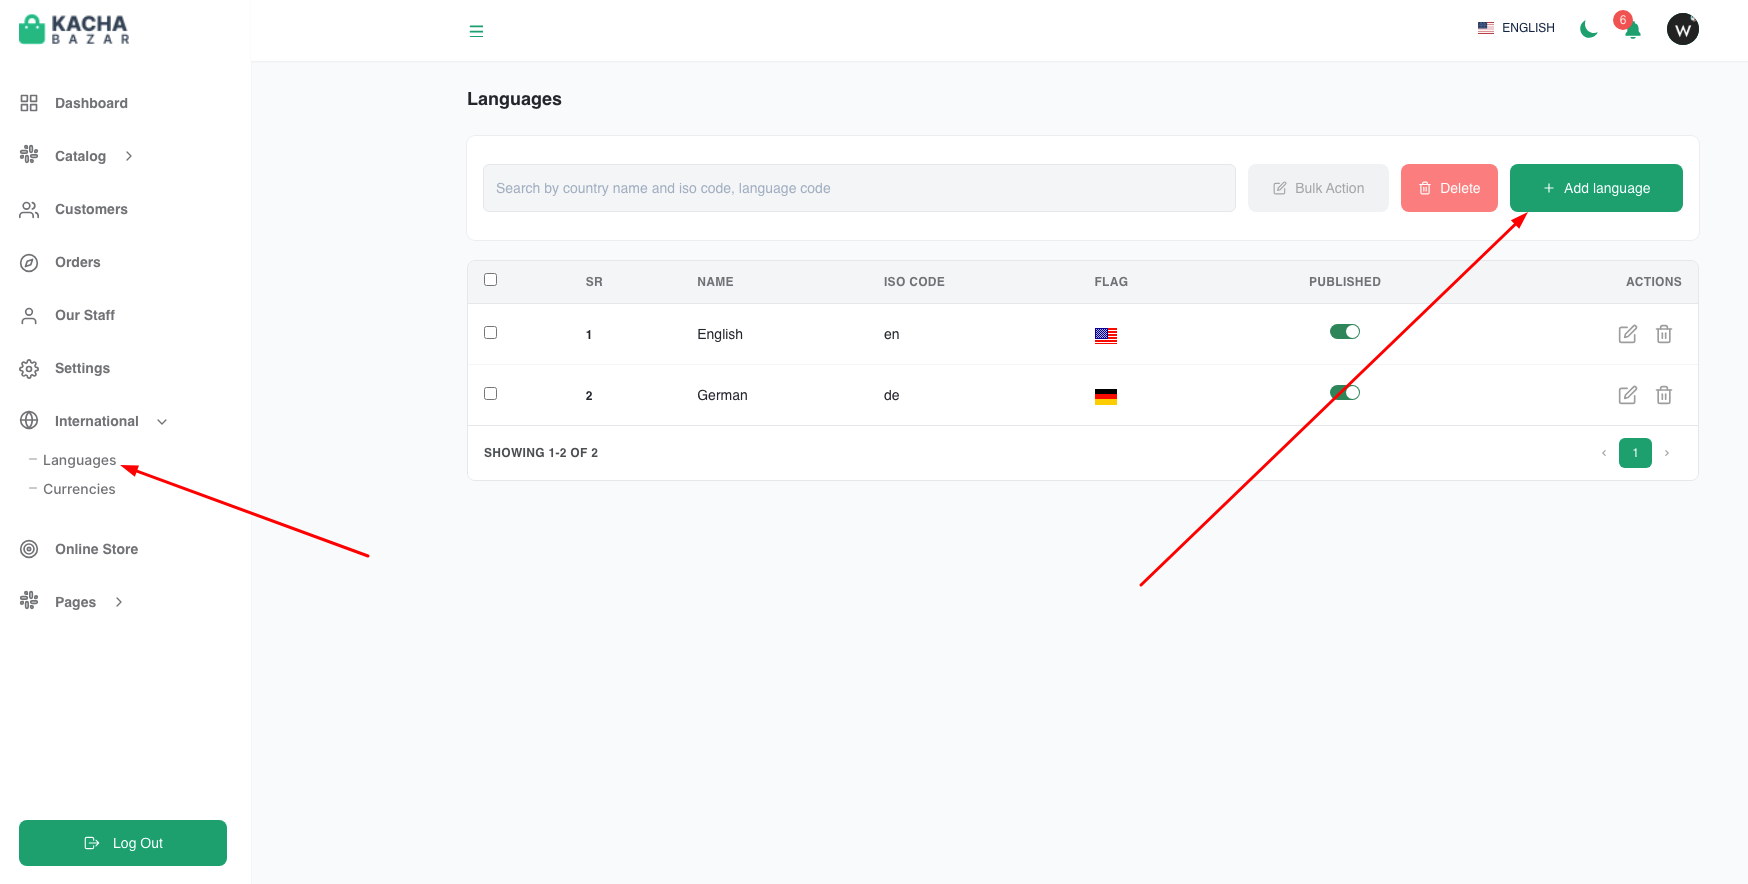 KACHA
BAZAR
ENGLISH
6
W
Dashboard
Catalog
Customers
Orders
Our Staff
Settings
International
Languages
Currencies
Online Store
Pages
Log Out
Languages
Search by country name and iso code, language code
Bulk Action
Delete
+ Add language
SR NAME ISO CODE FLAG PUBLISHED ACTIONS
1 English en
2 German de
SHOWING 1-2 OF 2
1